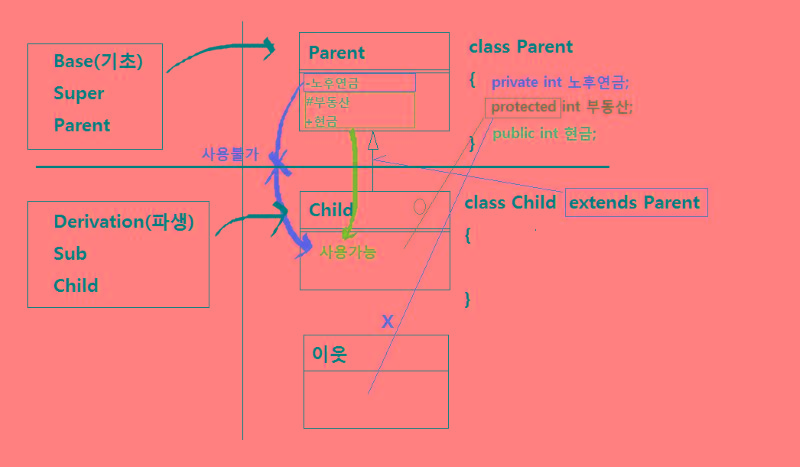 Base(기초)
Super
Parent
Parent
-노후연금
#부동산
+현금
class Parent
{
private int 노후연금;
protected int 부동산;
public int 현금;
}
사용불가
Derivation(파생)
Sub
Child
Child
사용가능
class Child extends Parent
{
}
X
이웃